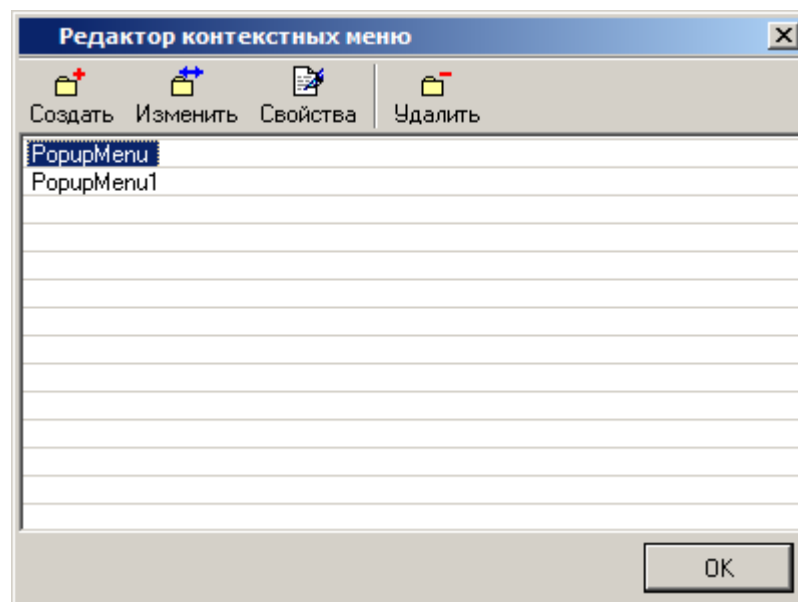 Редактор контекстных меню
Создать Изменить Свойства Удалить
PopupMenu
PopupMenu1
OK